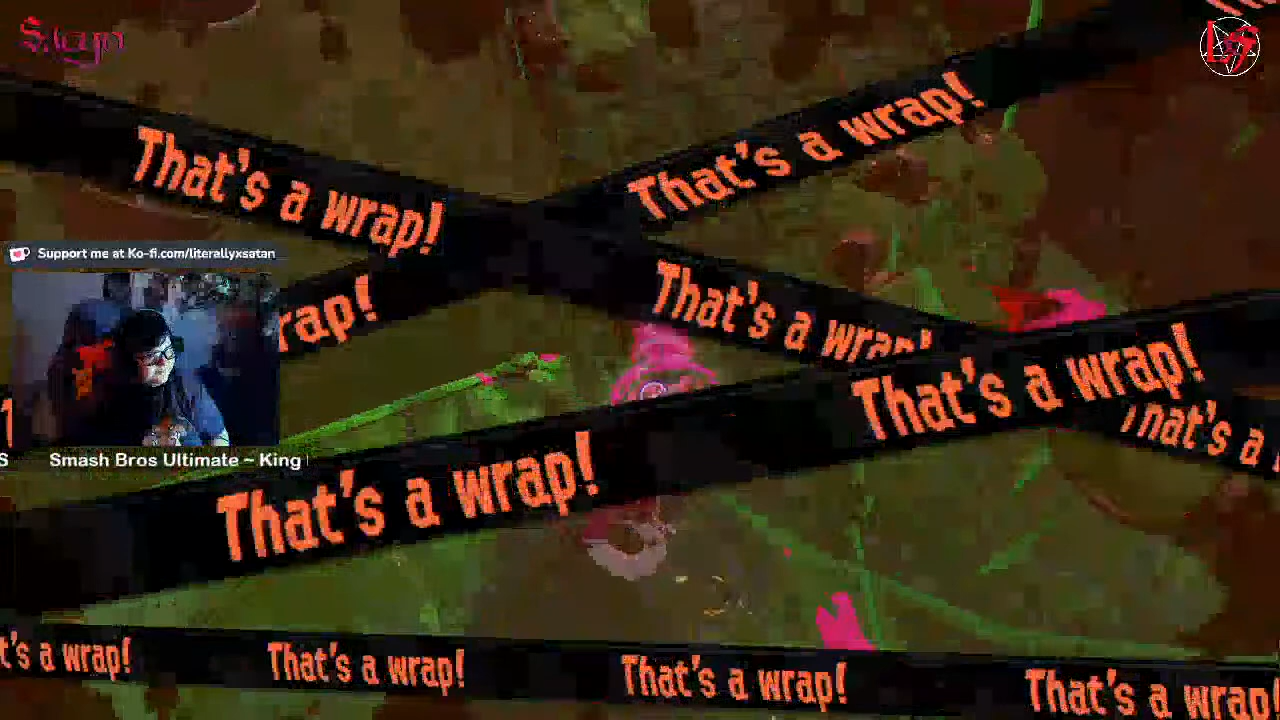 That's a wrap!
That's a wrap!
Support me at Ko-fi.com/literallyxsatan
rap!
That's a wrap!
That's a wrap!
That's a
S Smash Bros Ultimate ~ King
That's a wrap!
t's a wrap!
That's a wrap!
That's a wrap!
That's a wrap!